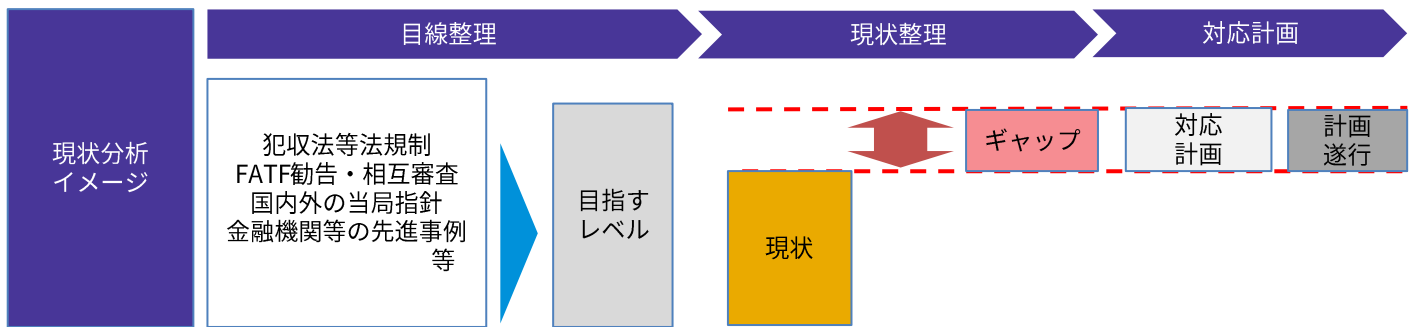 現状分析
イメージ
目線整理
現状整理
対応計画
犯収法等法規制
FATF勧告・相互審査
国内外の当局指針
金融機関等の先進事例
等
目指す
レベル
現状
ギャップ
対応
計画
計画
遂行